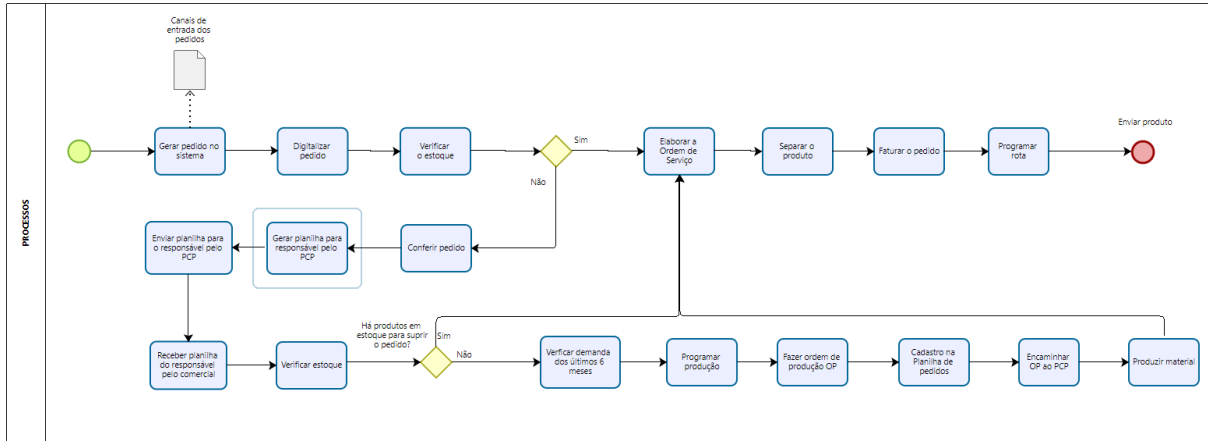 PROCESSOS
Canais de
entrada dos
pedidos
Gerar pedido no
sistema
Digitalizar
pedido
Verificar
o estoque
Sim
Não
Elaborar a
Ordem de
Serviço
Separar o
produto
Faturar o pedido
Programar
rota
Enviar produto
Enviar planilha para
o responsável pelo
PCP
Gerar planilha para
responsável pelo
PCP
Conferir pedido
Receber planilha
do responsável
pelo comercial
Verificar estoque
Há produtos em
estoque para suprir
o pedido?
Sim
Não
Verficar demanda
dos últimos 6
meses
Programar
produção
Fazer ordem de
produção OP
Cadastro na
Planilha de
pedidos
Encaminhar
OP ao PCP
Produzir material